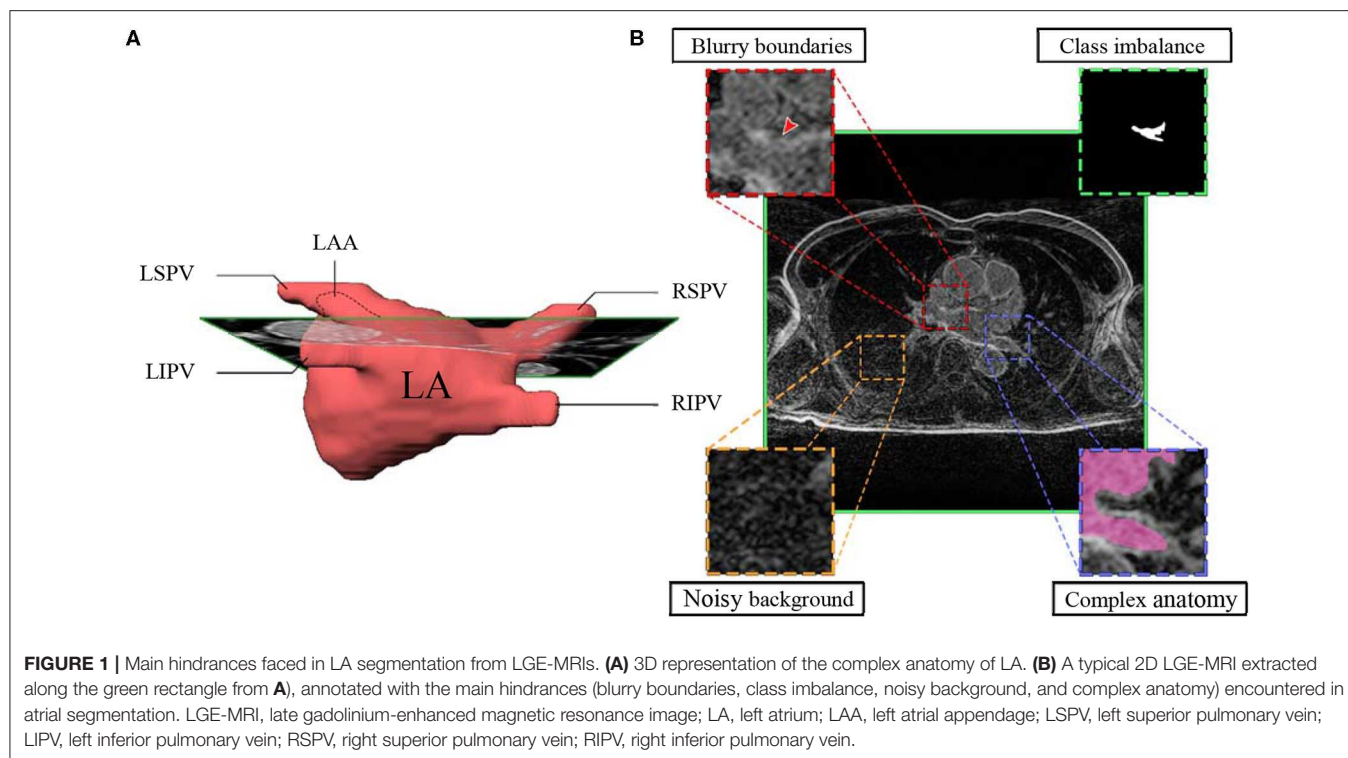 A
LAA
LSPV
RSPV
LIPV
LA
RIPV
B
Blurry boundaries
Class imbalance
Noisy background
Complex anatomy
FIGURE 1 | Main hindrances faced in LA segmentation from LGE-MRIs. (A) 3D representation of the complex anatomy of LA. (B) A typical 2D LGE-MRI extracted
along the green rectangle from A), annotated with the main hindrances (blurry boundaries, class imbalance, noisy background, and complex anatomy) encountered in
atrial segmentation. LGE-MRI, late gadolinium-enhanced magnetic resonance image; LA, left atrium; LAA, left atrial appendage; LSPV, left superior pulmonary vein;
LIPV, left inferior pulmonary vein; RSPV, right superior pulmonary vein; RIPV, right inferior pulmonary vein.